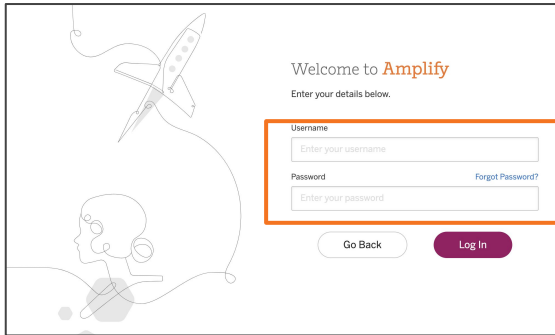 Welcome to Amplify
Enter your details below.
Username
Enter your username
Password Forgot Password?
Enter your password
Go Back Log In